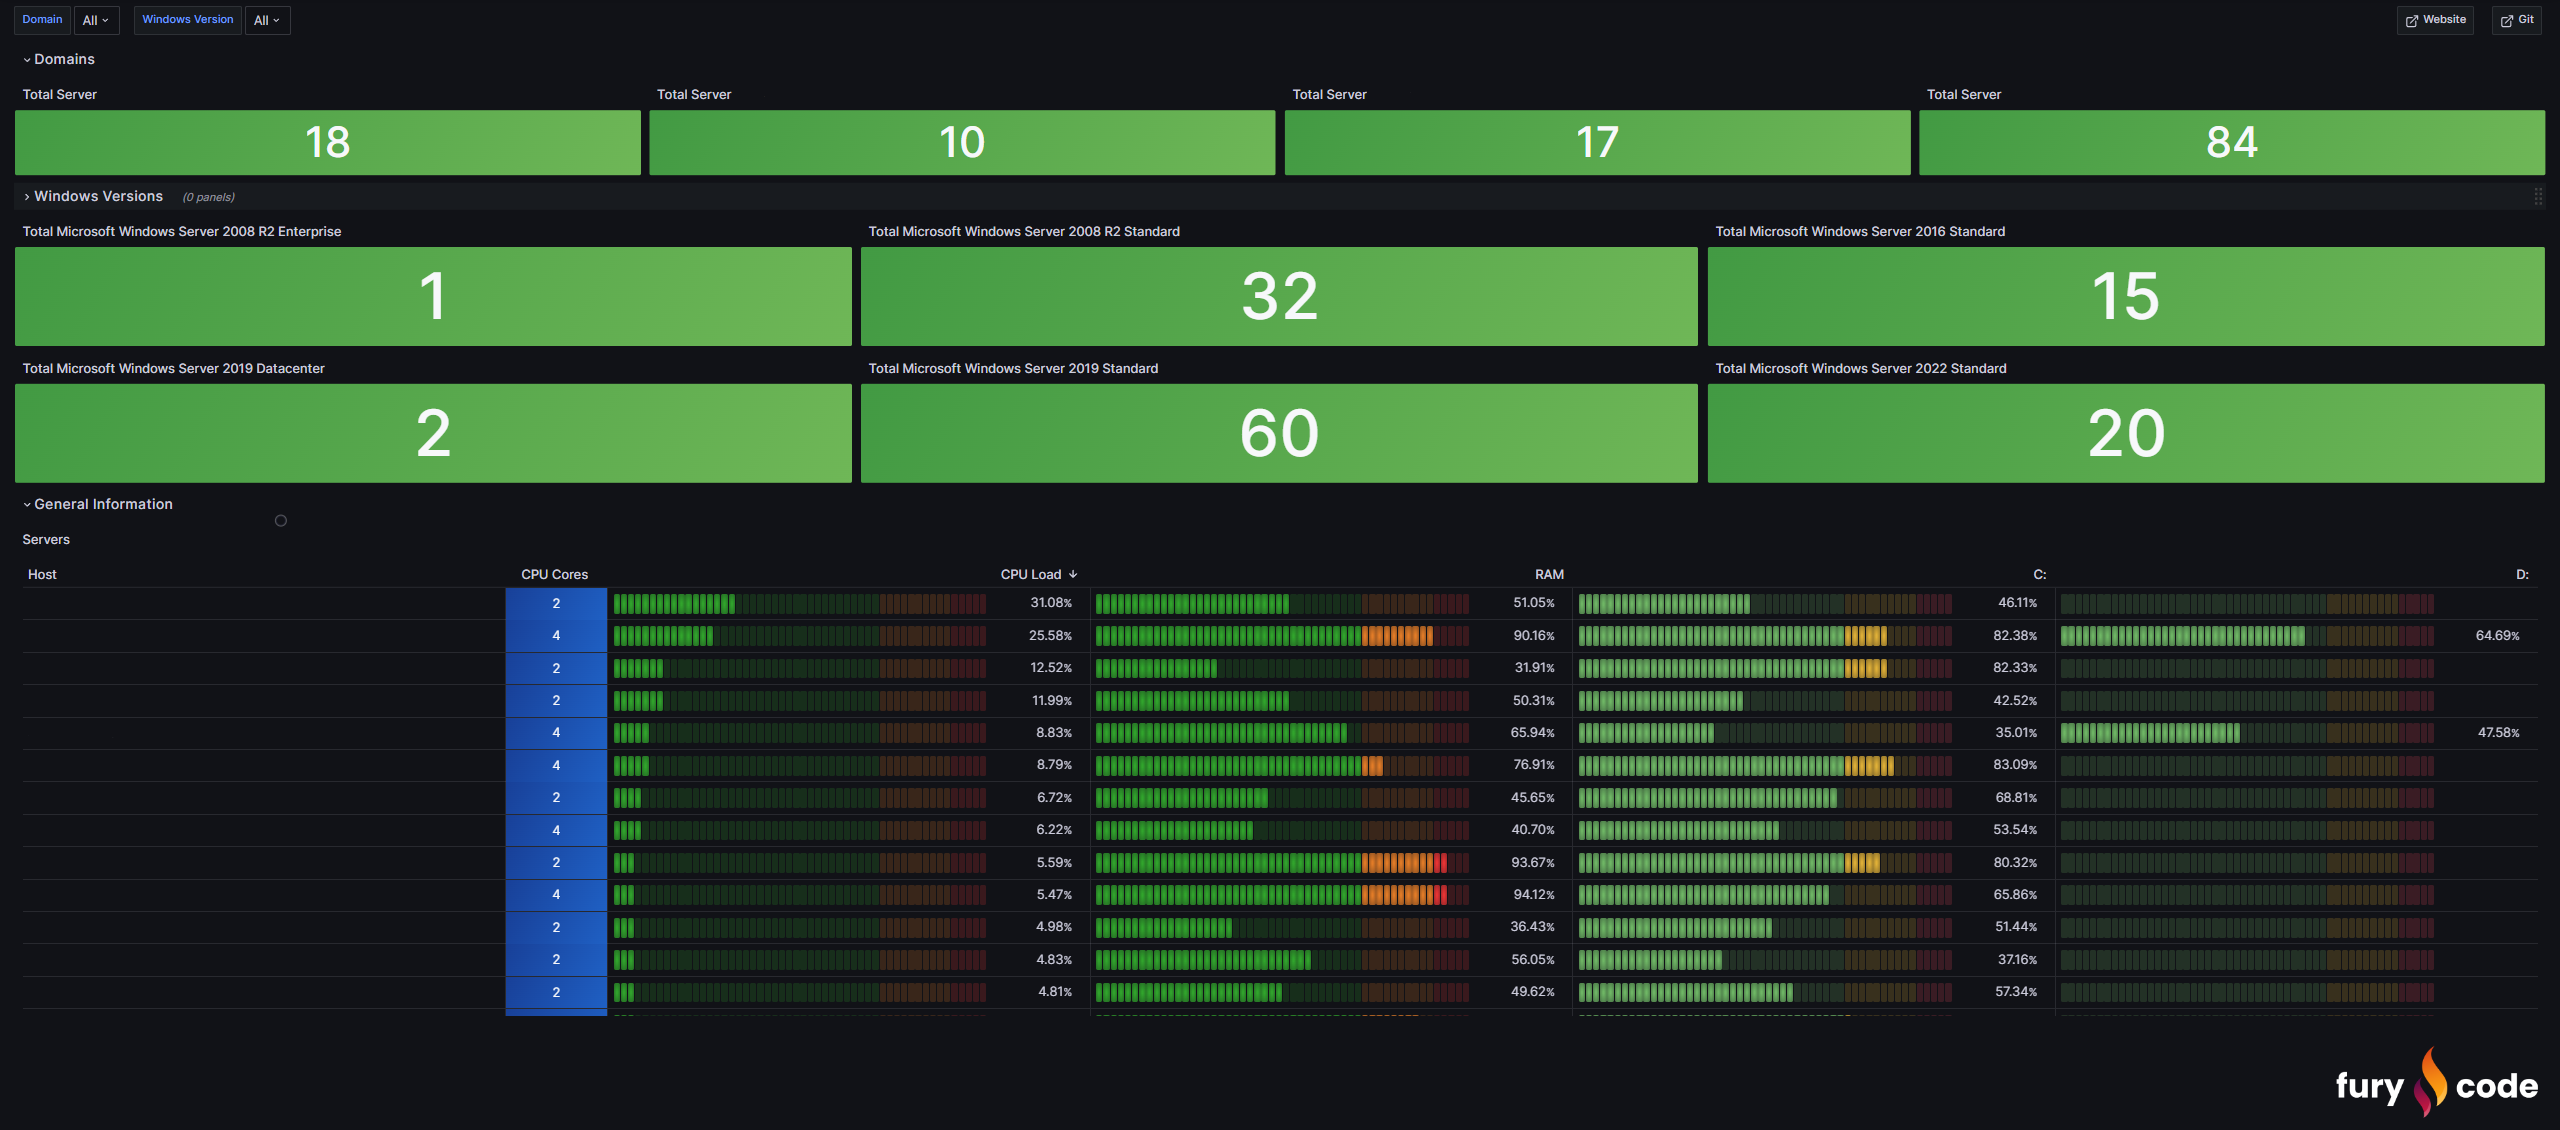 Domain All Windows Version All Website Git
Domains
Total Server Total Server Total Server Total Server
18 10 17 84
Windows Versions (0 panels)
Total Microsoft Windows Server 2008 R2 Enterprise Total Microsoft Windows Server 2008 R2 Standard Total Microsoft Windows Server 2016 Standard
1 32 15
Total Microsoft Windows Server 2019 Datacenter Total Microsoft Windows Server 2019 Standard Total Microsoft Windows Server 2022 Standard
2 60 20
General Information
Servers
Host CPU Cores CPU Load RAM C: D:
2 31.08% 51.05% 46.11%
4 25.58% 90.16% 82.38% 64.69%
2 12.52% 31.91% 82.33%
2 11.99% 50.31% 42.52%
4 8.83% 65.94% 35.01% 47.58%
4 8.79% 76.91% 83.09%
2 6.72% 45.65% 68.81%
4 6.22% 40.70% 53.54%
2 5.59% 93.67% 80.32%
4 5.47% 94.12% 65.86%
2 4.98% 36.43% 51.44%
2 4.83% 56.05% 37.16%
2 4.81% 49.62% 57.34%
fury code